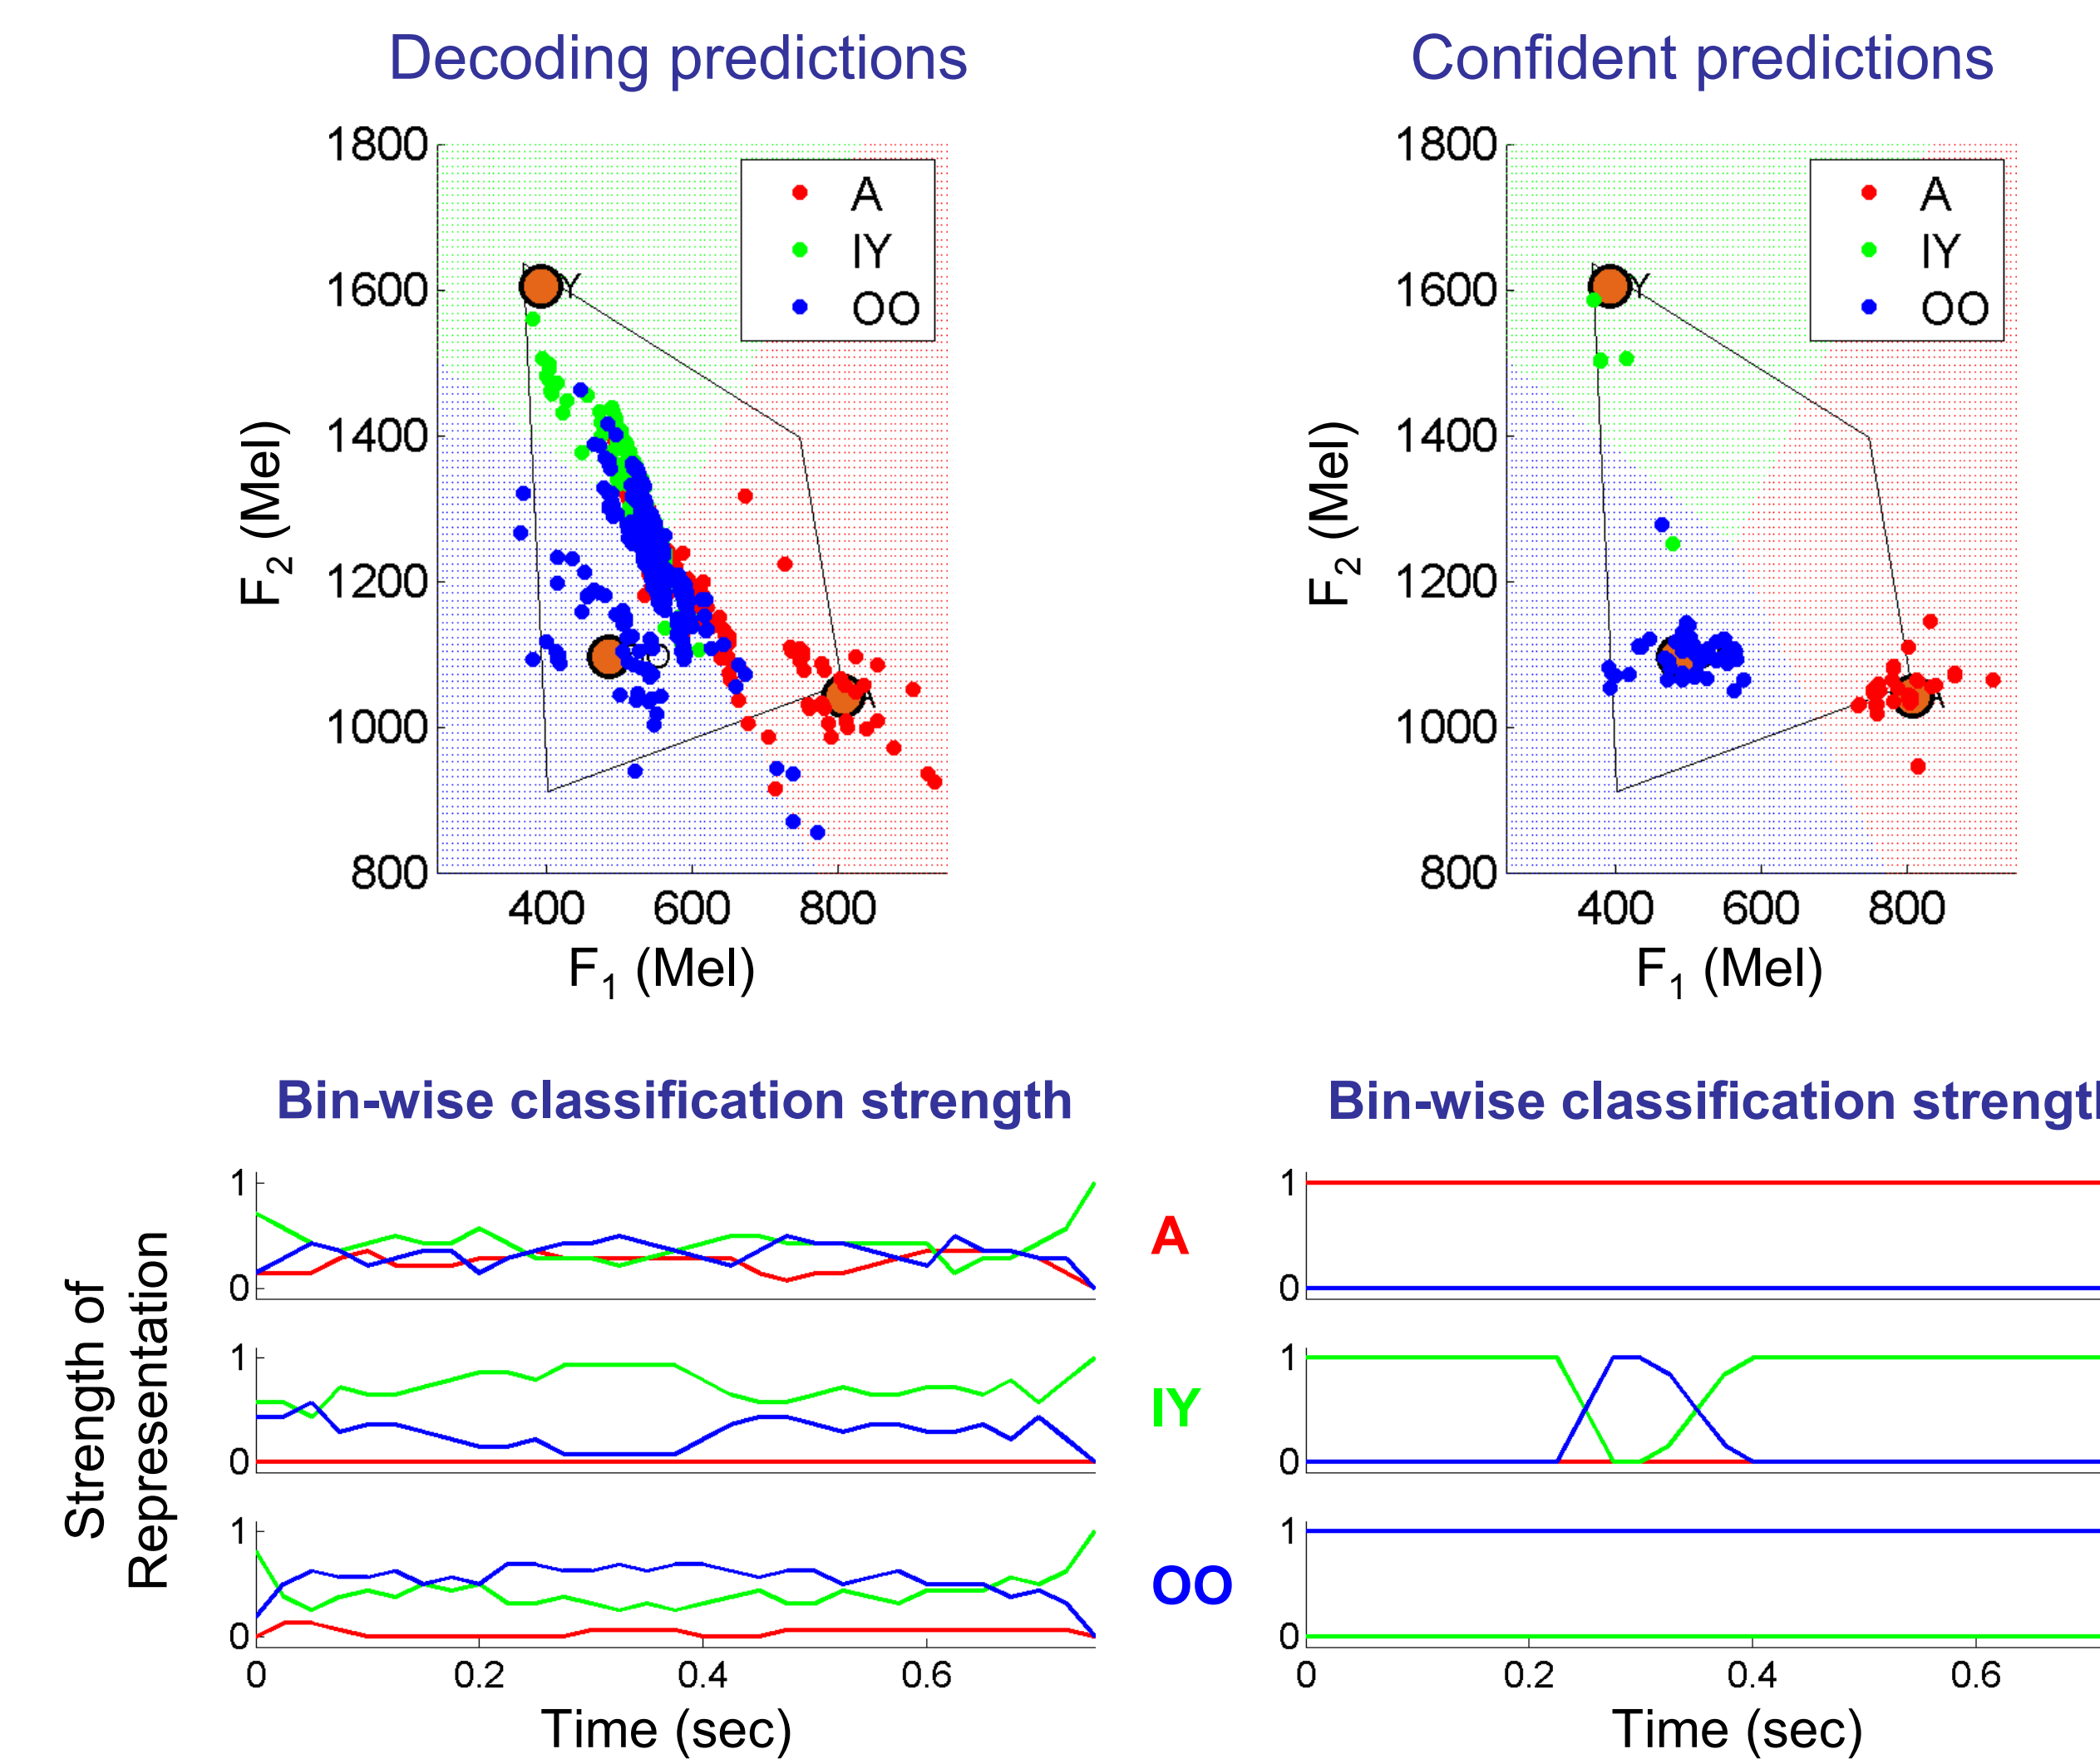 Decoding predictions
Confident predictions
1800
1600
1400
1200
1000
800
F2 (Mel)
400 600 800
F1 (Mel)
A
IY
OO
Y
O
A
1800
1600
1400
1200
1000
800
F2 (Mel)
400 600 800
F1 (Mel)
A
IY
OO
Y
A
Bin-wise classification strength
Bin-wise classification strengt
Strength of
Representation
1
0
A
1
0
1
0
IY
1
0
1
0
OO
1
0
0 0.2 0.4 0.6
Time (sec)
0 0.2 0.4 0.6
Time (sec)